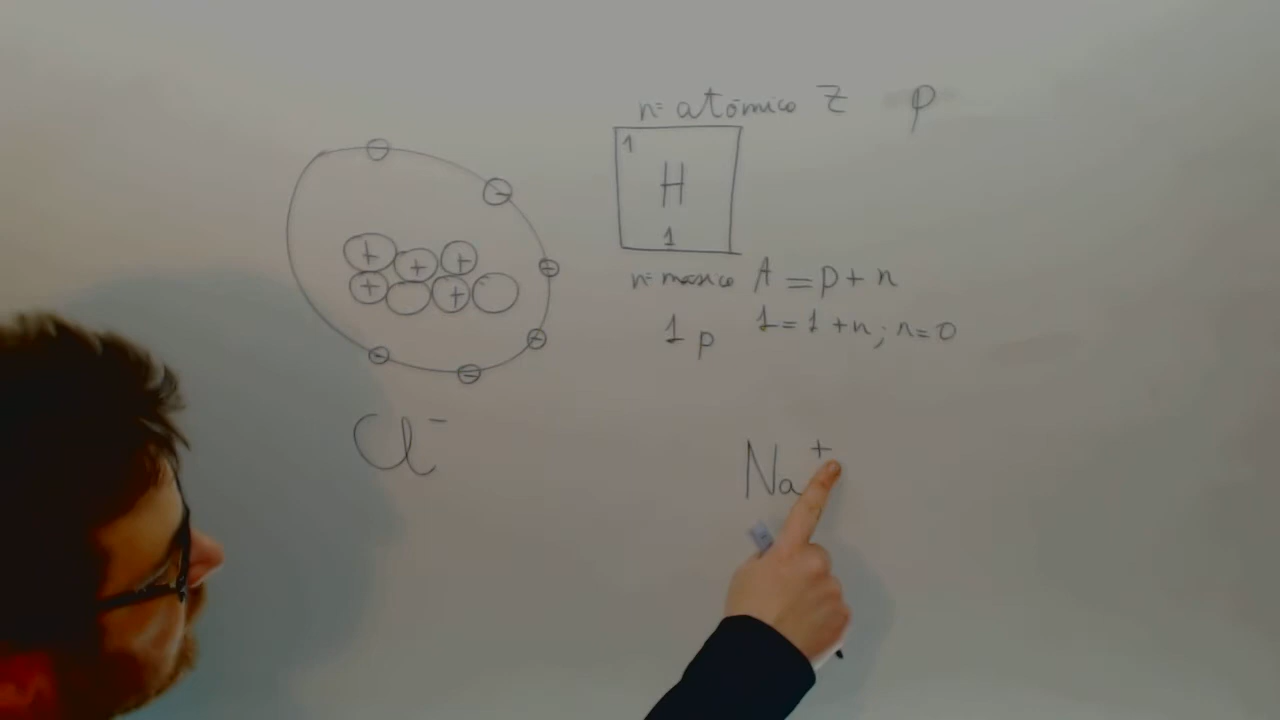 nº atómico Z p
1
H
1
nº másico A = p + n
1 p 1 = 1 + n; n = 0
Cl⁻
Na⁺